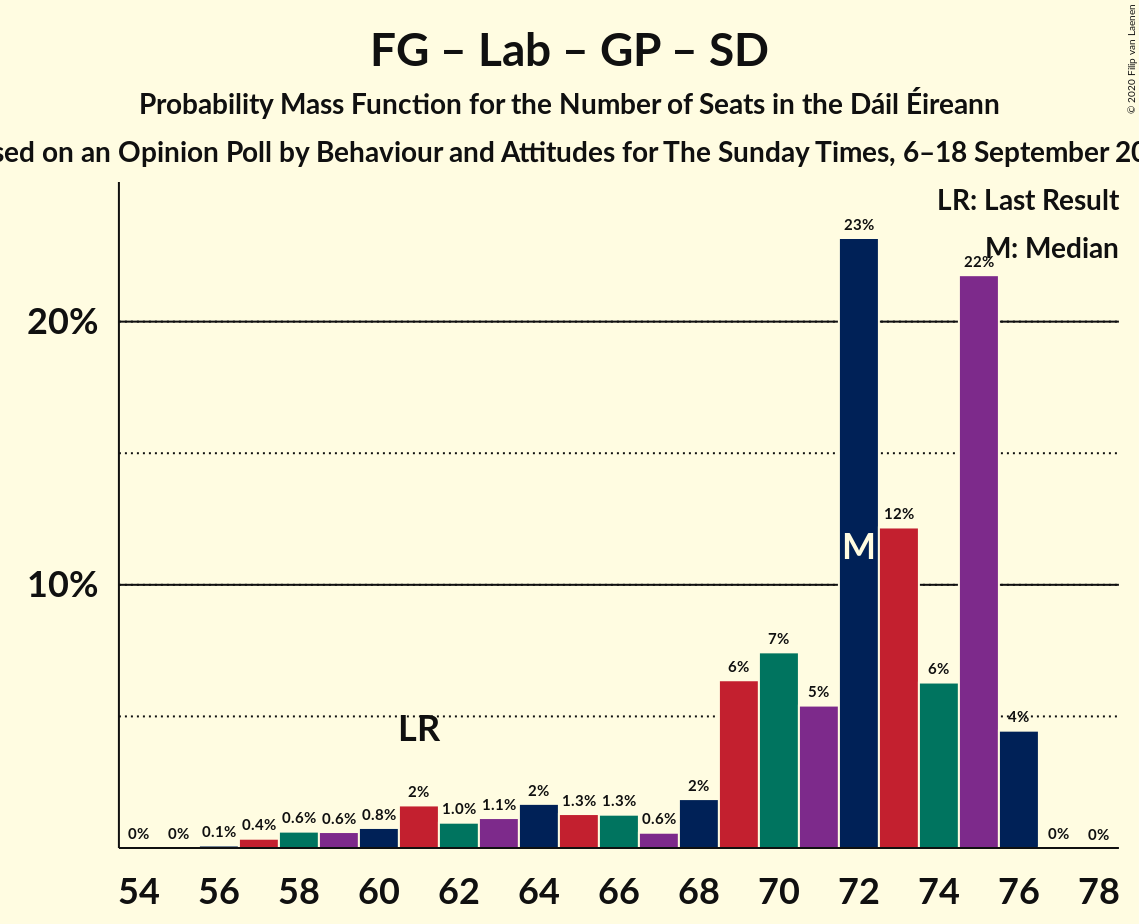 FG – Lab – GP – SD
Probability Mass Function for the Number of Seats in the Dáil Éireann
on an Opinion Poll by Behaviour and Attitudes for The Sunday Times, 6–18 September
© 2020 Filip van Laenen
LR: Last Result
M: Median
20%
10%
0% 0% 0.1% 0.4% 0.6% 0.6% 0.8% 2% 1.0% 1.1% 2% 1.3% 1.3% 0.6% 2% 6% 7% 5% 23% 12% 6% 22% 4% 0% 0%
LR
M
54 56 58 60 62 64 66 68 70 72 74 76 78